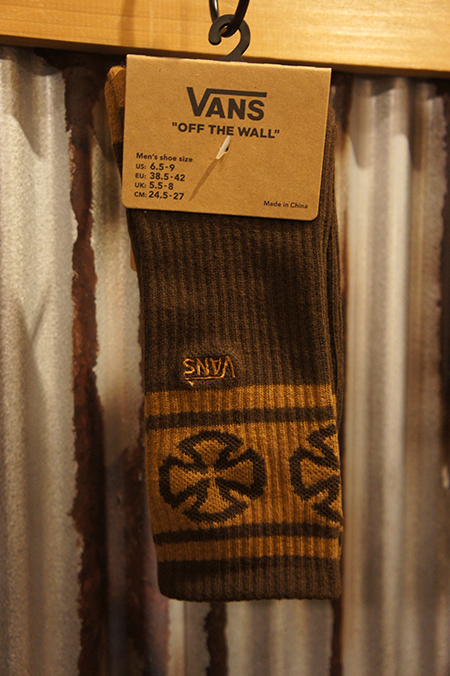 VANS
"OFF THE WALL"
Men's shoe size
US: 6.5-9
EU: 38.5-42
UK: 5.5-8
CM: 24.5-27
Made in China
VANS